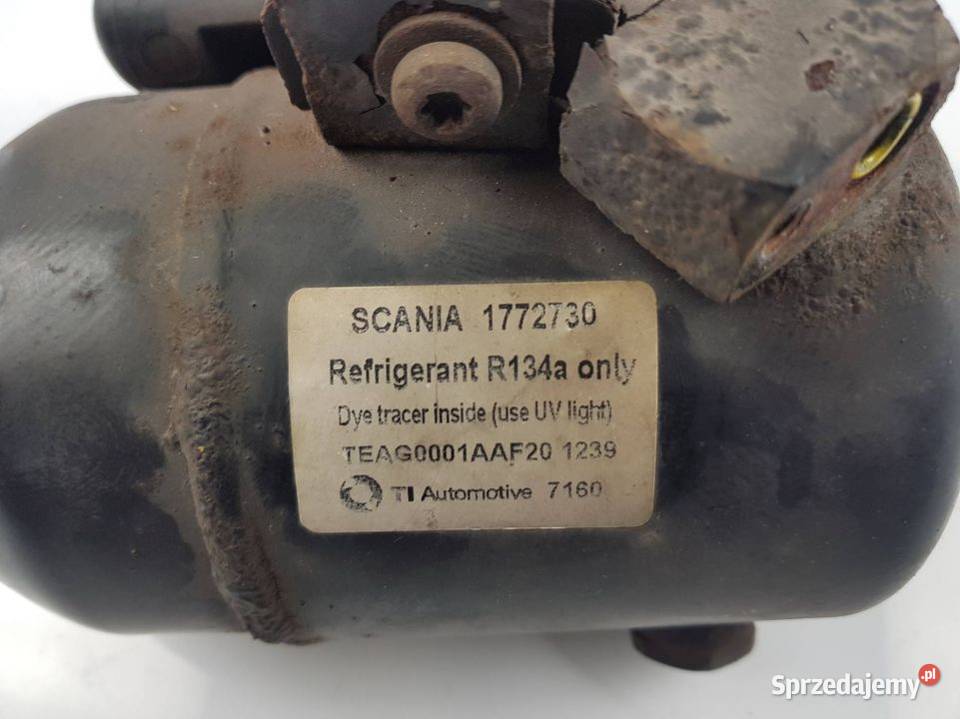 SCANIA 1772730
Refrigerant R134a only
Dye tracer inside (use UV light)
TEAG0001AAF20 1239
TI Automotive 7160
Sprzedajemy.pl